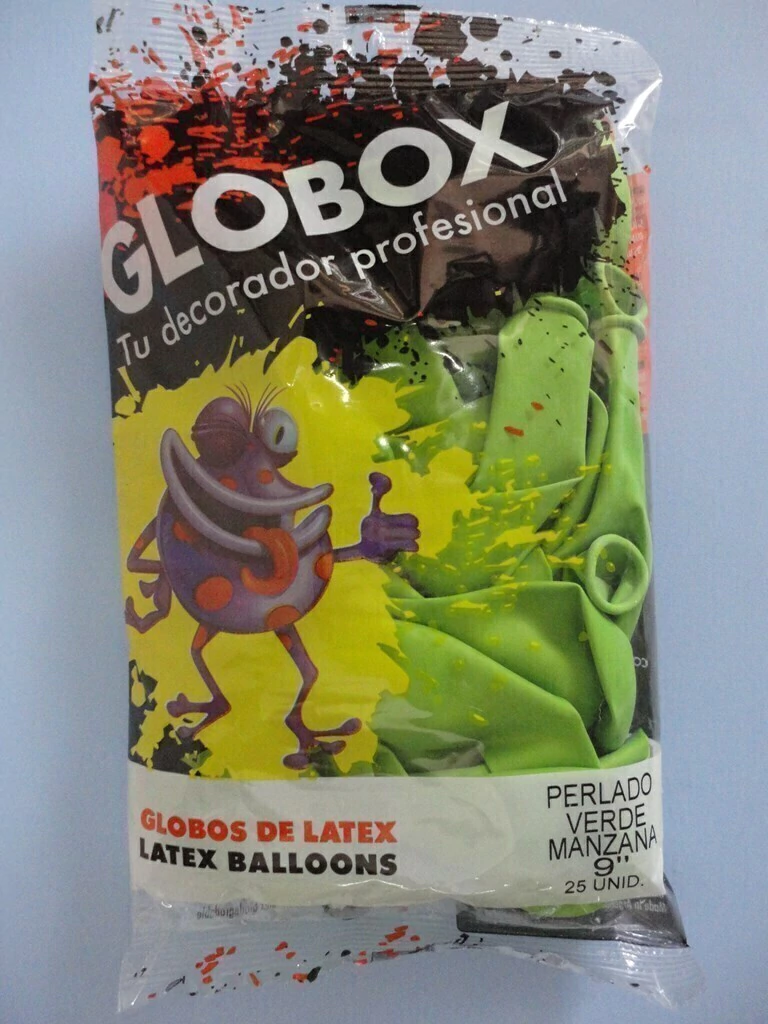 GLOBOX
Tu decorador profesional
GLOBOS DE LATEX
LATEX BALLOONS
PERLADO
VERDE
MANZANA
9"
25 UNID.